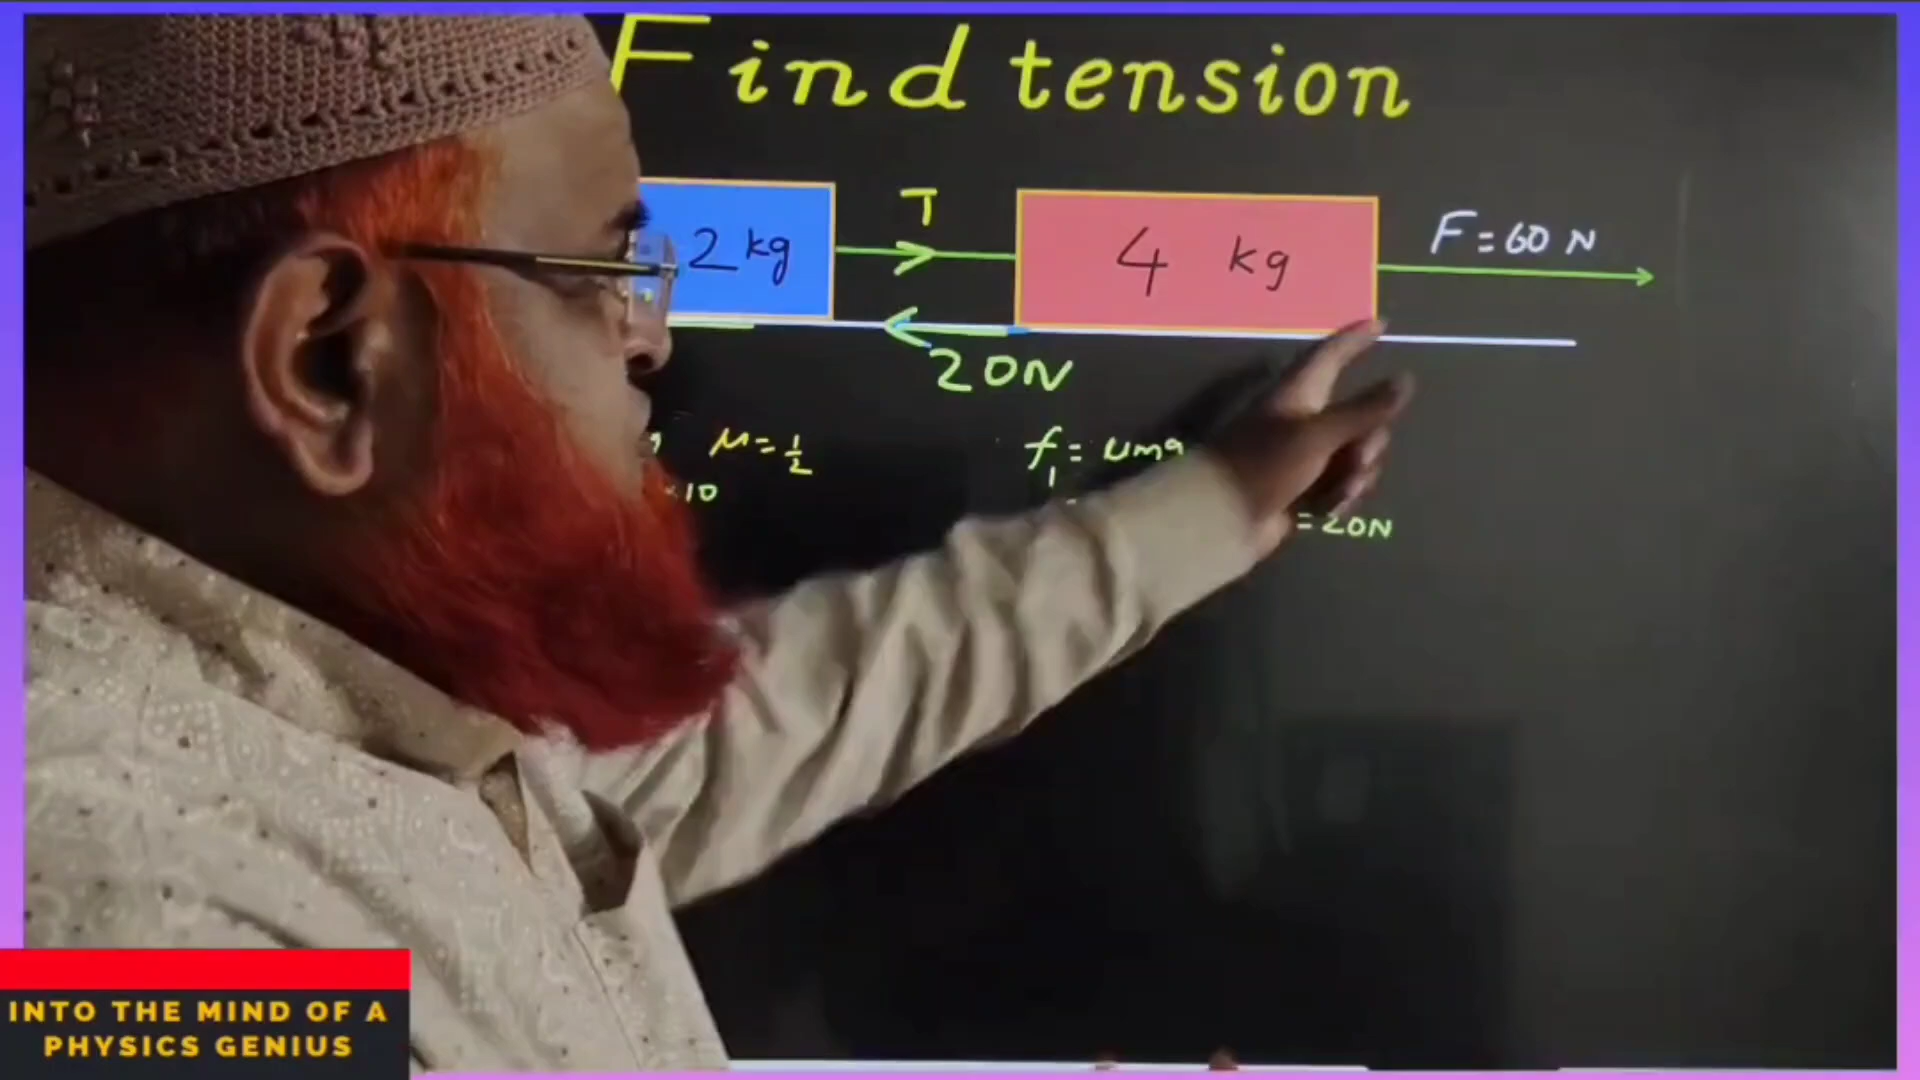 Find tension
2 kg
T
4 kg
F = 60 N
20N
μ = 1/2
×10
f₁ = μmg
= 20N
INTO THE MIND OF A
PHYSICS GENIUS